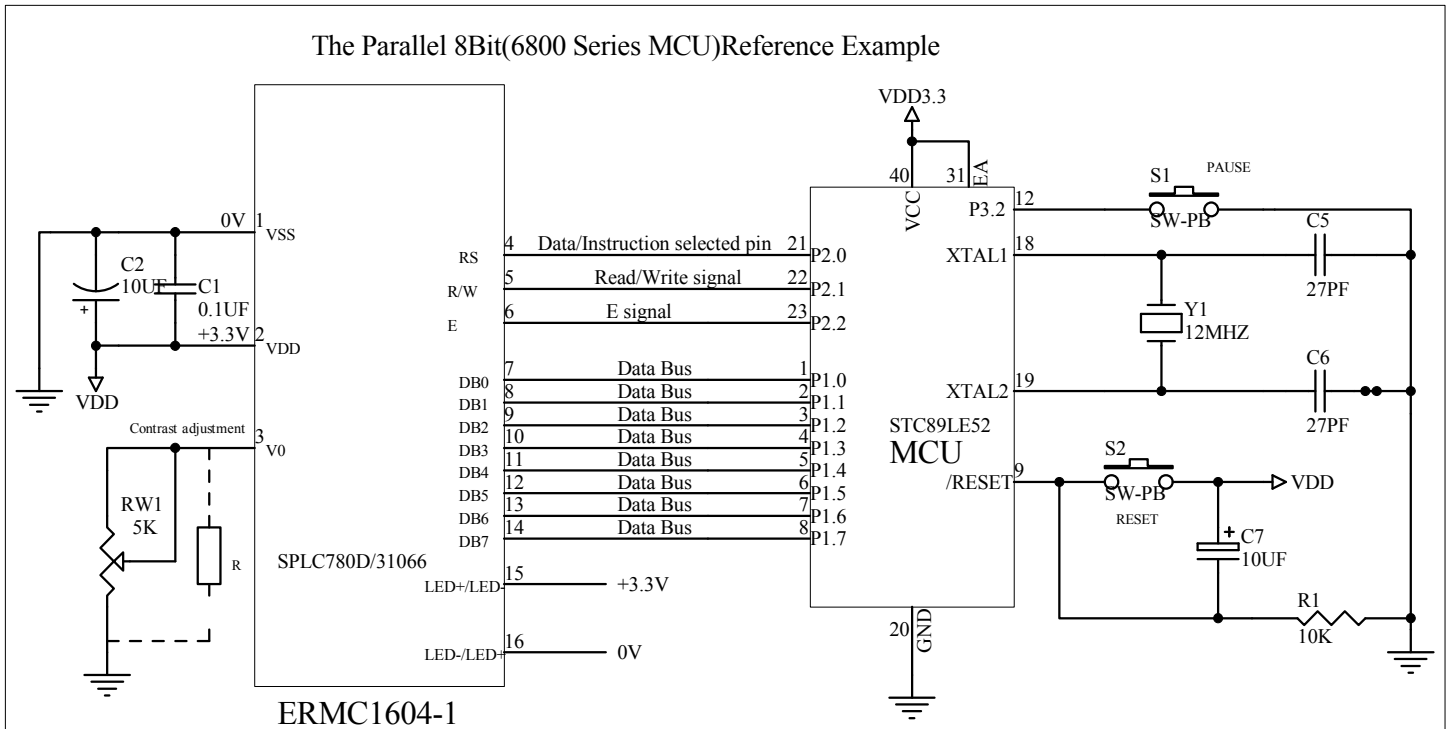 The Parallel 8Bit(6800 Series MCU)Reference Example
VDD3.3
40
31
EA
VCC
S1
PAUSE
SW-PB
P3.2
12
0V
1
VSS
C2
10UF
+
C1
0.1UF
+3.3V
2
VDD
VDD
Contrast adjustment
3
V0
RW1
5K
R
SPLC780D/31066
ERMC1604-1
RS
4
Data/Instruction selected pin
21
P2.0
R/W
5
Read/Write signal
22
P2.1
E
6
E signal
23
P2.2
DB0
7
Data Bus
1
P1.0
DB1
8
Data Bus
2
P1.1
DB2
9
Data Bus
3
P1.2
DB3
10
Data Bus
4
P1.3
DB4
11
Data Bus
5
P1.4
DB5
12
Data Bus
6
P1.5
DB6
13
Data Bus
7
P1.6
DB7
14
Data Bus
8
P1.7
LED+/LED-
15
+3.3V
LED-/LED+
16
0V
XTAL1
18
C5
27PF
Y1
12MHZ
XTAL2
19
C6
27PF
STC89LE52
MCU
/RESET
9
S2
SW-PB
RESET
VDD
+
C7
10UF
R1
10K
20
GND